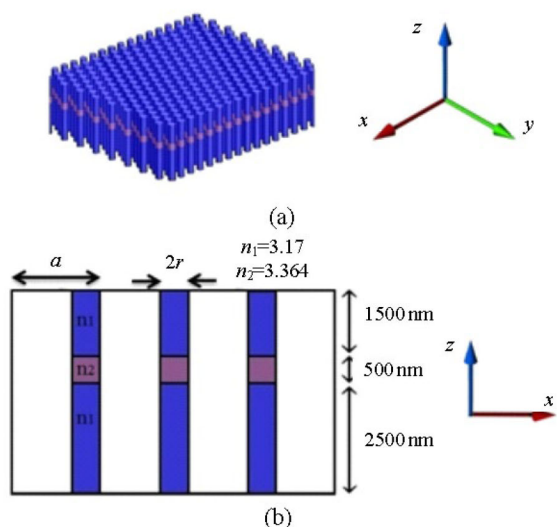 z
x
y
(a)
n1=3.17
a
2r
n2=3.364
n1
1500 nm
n2
500 nm
z
n1
2500 nm
x
(b)